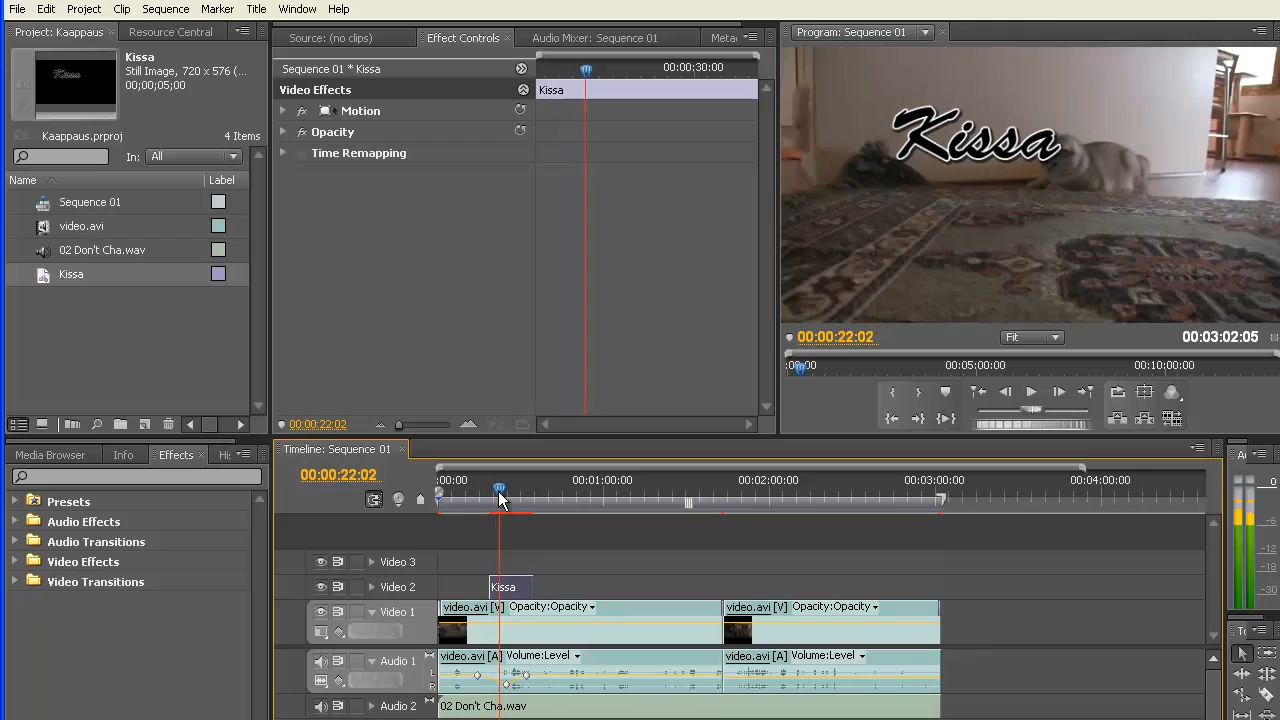 File Edit Project Clip Sequence Marker Title Window Help
Project: Kaappaus Resource Central
Kissa
Still Image, 720 x 576 (...
00;00;05;00
Kaappaus.prproj 4 Items
In: All
Name Label
Sequence 01
video.avi
02 Don't Cha.wav
Kissa
Source: (no clips) Effect Controls Audio Mixer: Sequence 01 Meta
Sequence 01 * Kissa 00:00:30:00
Video Effects Kissa
Motion
Opacity
Time Remapping
00:00:22:02
Program: Sequence 01
Kissa
00:00:22:02 Fit 00:03:02:05
:00:00 00:05:00:00 00:10:00:00
Media Browser Info Effects Hi
Presets
Audio Effects
Audio Transitions
Video Effects
Video Transitions
Timeline: Sequence 01
00:00:22:02 :00:00 00:01:00:00 00:02:00:00 00:03:00:00 00:04:00:00
Video 3
Video 2 Kissa
Video 1 video.avi [V] Opacity:Opacity video.avi [V] Opacity:Opacity
Audio 1 video.avi [A] Volume:Level video.avi [A] Volume:Level
L
R
Audio 2 02 Don't Cha.wav
0
-6
-12
-18
-30